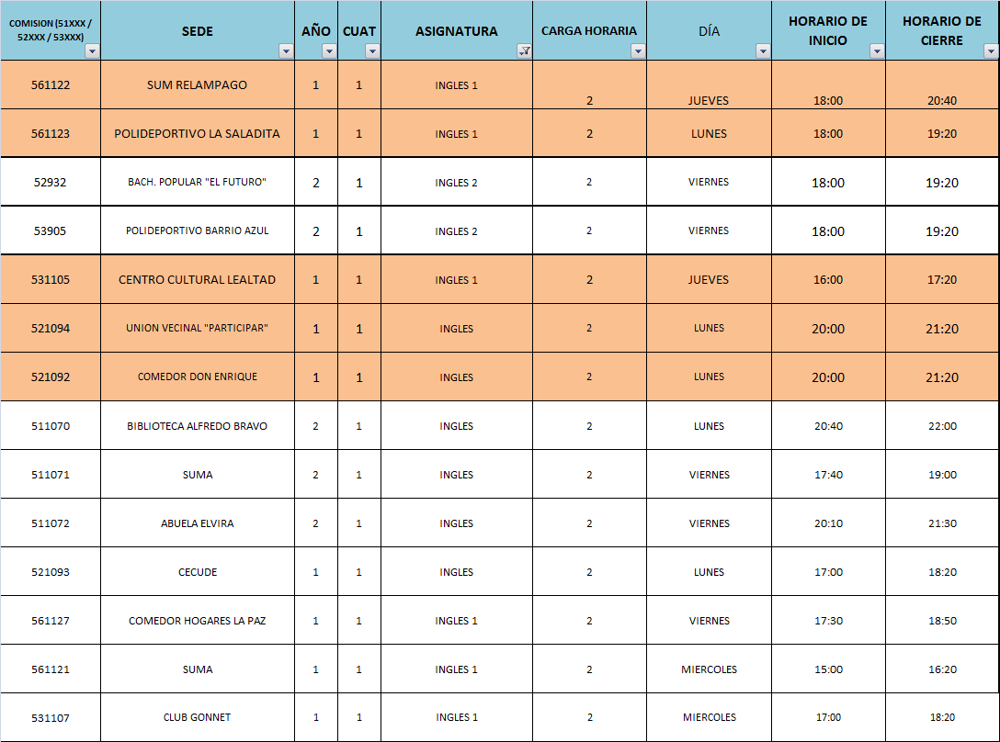 COMISION (51XXX / 52XXX / 53XXX) SEDE AÑO CUAT ASIGNATURA CARGA HORARIA DÍA HORARIO DE INICIO HORARIO DE CIERRE
561122 SUM RELAMPAGO 1 1 INGLES 1 2 JUEVES 18:00 20:40
561123 POLIDEPORTIVO LA SALADITA 1 1 INGLES 1 2 LUNES 18:00 19:20
52932 BACH. POPULAR "EL FUTURO" 2 1 INGLES 2 2 VIERNES 18:00 19:20
53905 POLIDEPORTIVO BARRIO AZUL 2 1 INGLES 2 2 VIERNES 18:00 19:20
531105 CENTRO CULTURAL LEALTAD 1 1 INGLES 1 2 JUEVES 16:00 17:20
521094 UNION VECINAL "PARTICIPAR" 1 1 INGLES 2 LUNES 20:00 21:20
521092 COMEDOR DON ENRIQUE 1 1 INGLES 2 LUNES 20:00 21:20
511070 BIBLIOTECA ALFREDO BRAVO 2 1 INGLES 2 LUNES 20:40 22:00
511071 SUMA 2 1 INGLES 2 VIERNES 17:40 19:00
511072 ABUELA ELVIRA 2 1 INGLES 2 VIERNES 20:10 21:30
521093 CECUDE 1 1 INGLES 2 LUNES 17:00 18:20
561127 COMEDOR HOGARES LA PAZ 1 1 INGLES 1 2 VIERNES 17:30 18:50
561121 SUMA 1 1 INGLES 1 2 MIERCOLES 15:00 16:20
531107 CLUB GONNET 1 1 INGLES 1 2 MIERCOLES 17:00 18:20